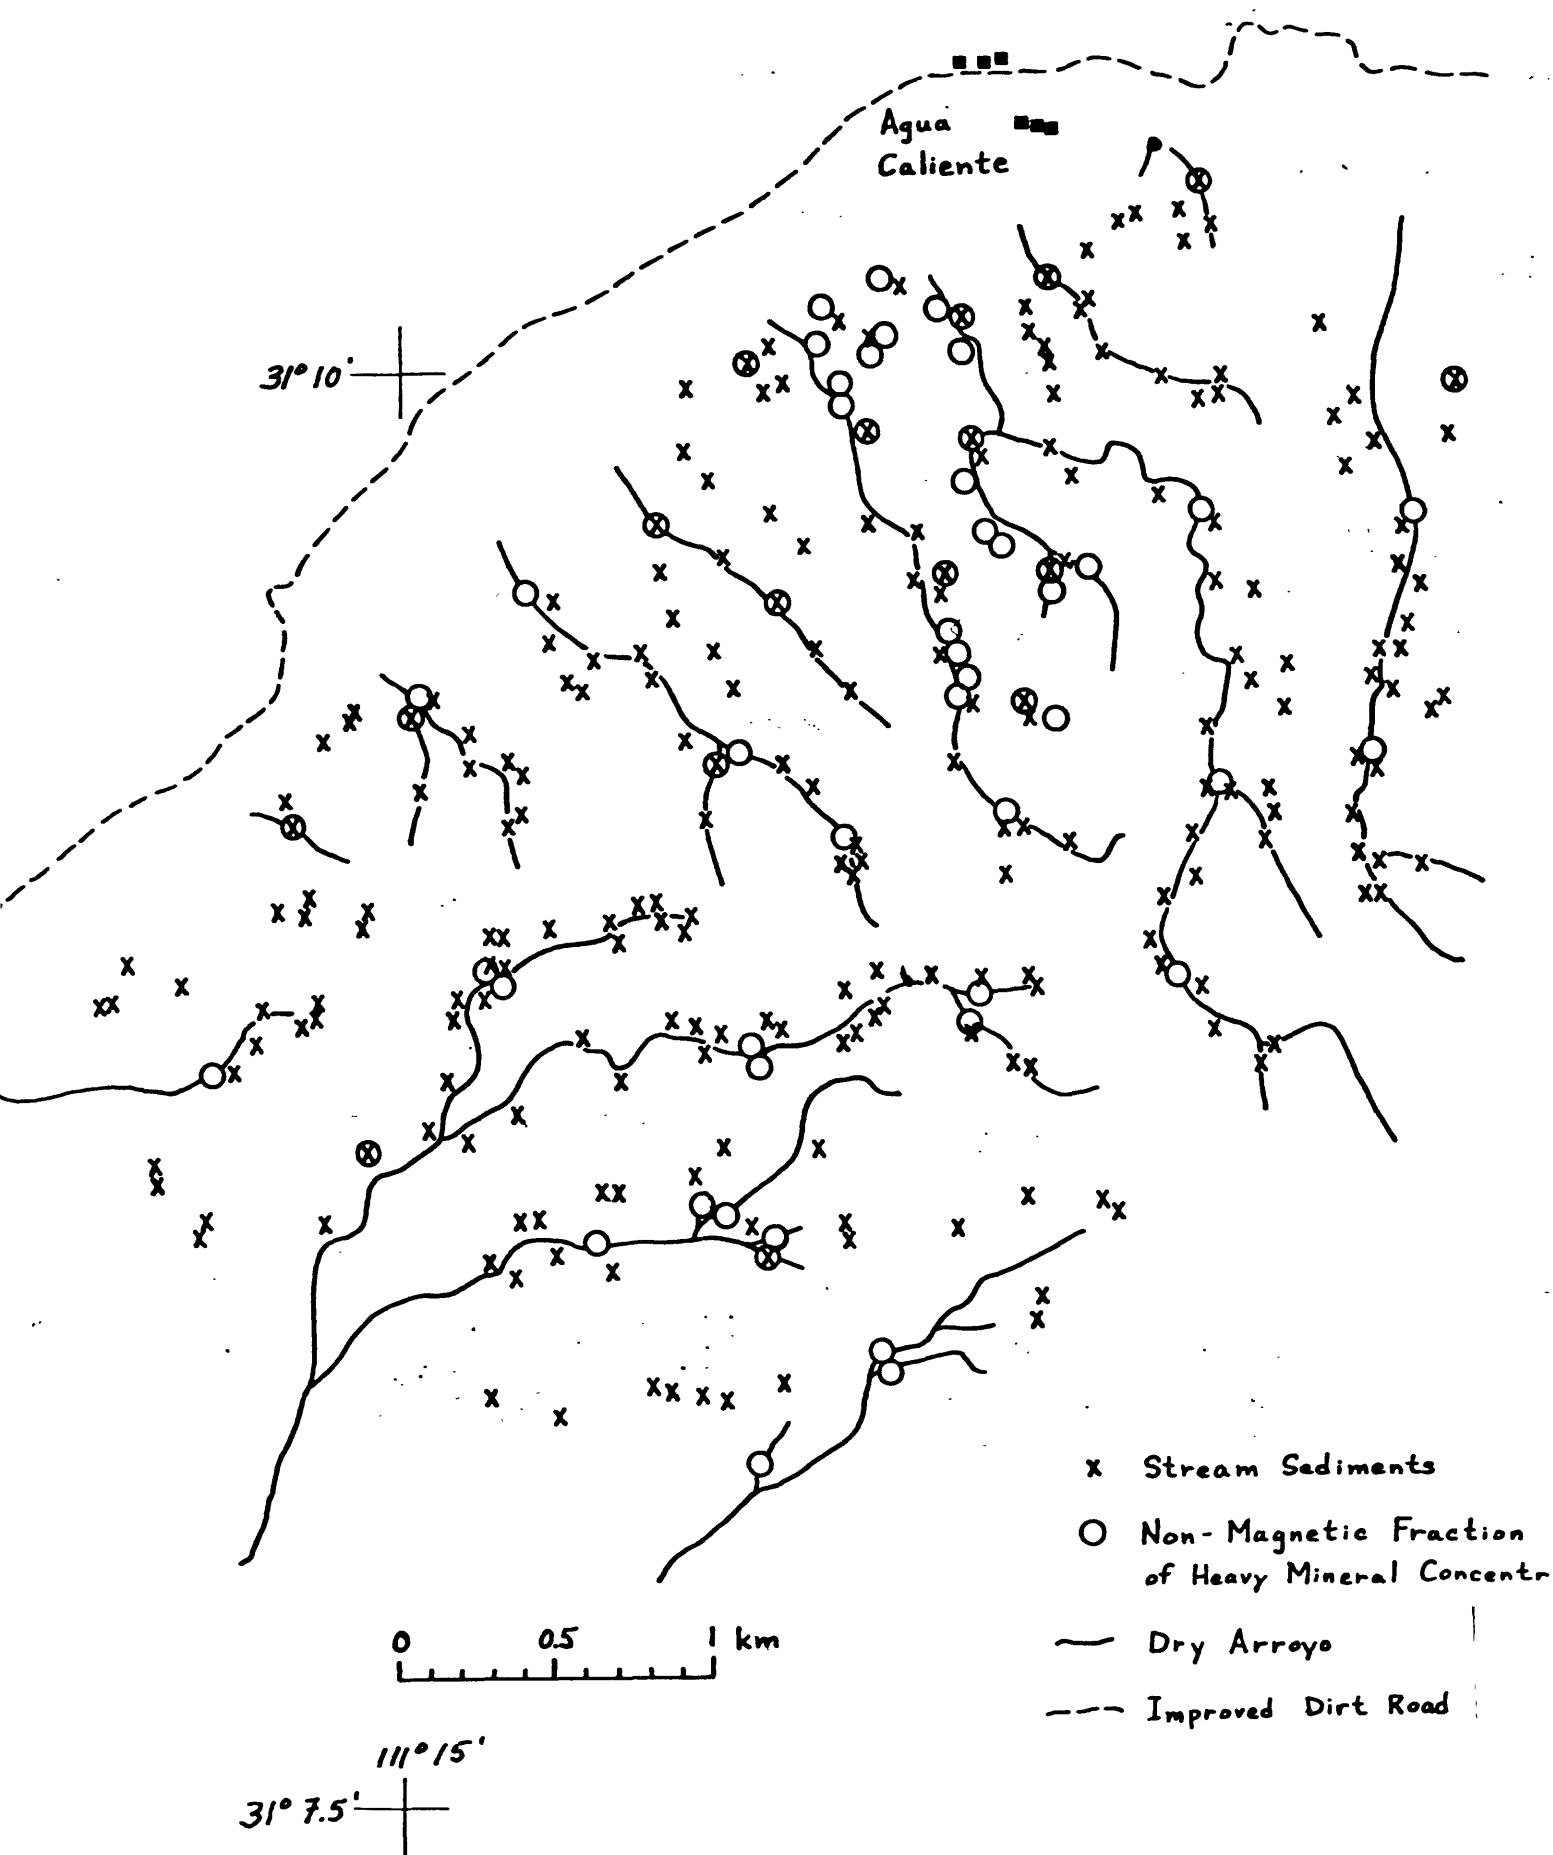 Agua
Caliente
31° 10'
x Stream Sediments
Non-Magnetic Fraction
of Heavy Mineral Concentr
Dry Arroyo
Improved Dirt Road
0 0.5 1 km
111° 15'
31° 7.5'